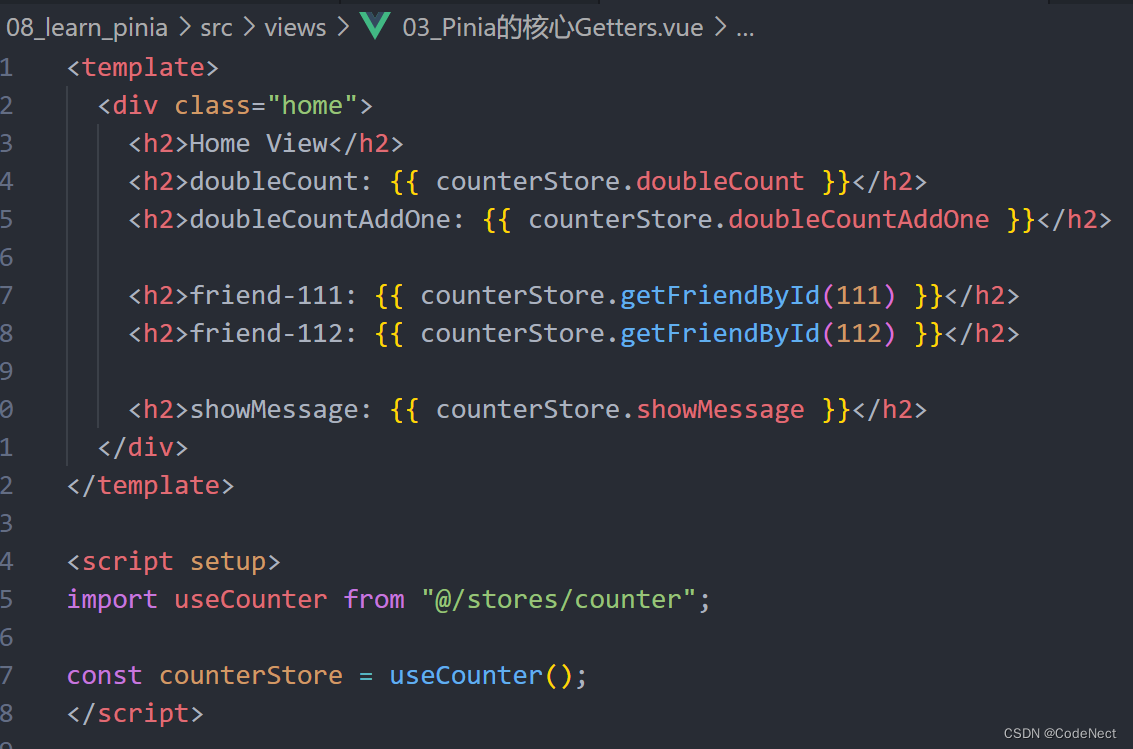 08_learn_pinia > src > views > 03_Pinia的核心Getters.vue > ...
1 <template>
2 <div class="home">
3 <h2>Home View</h2>
4 <h2>doubleCount: {{ counterStore.doubleCount }}</h2>
5 <h2>doubleCountAddOne: {{ counterStore.doubleCountAddOne }}</h2>
6
7 <h2>friend-111: {{ counterStore.getFriendById(111) }}</h2>
8 <h2>friend-112: {{ counterStore.getFriendById(112) }}</h2>
9
0 <h2>showMessage: {{ counterStore.showMessage }}</h2>
1 </div>
2 </template>
3
4 <script setup>
5 import useCounter from "@/stores/counter";
6
7 const counterStore = useCounter();
8 </script>
CSDN @CodeNect